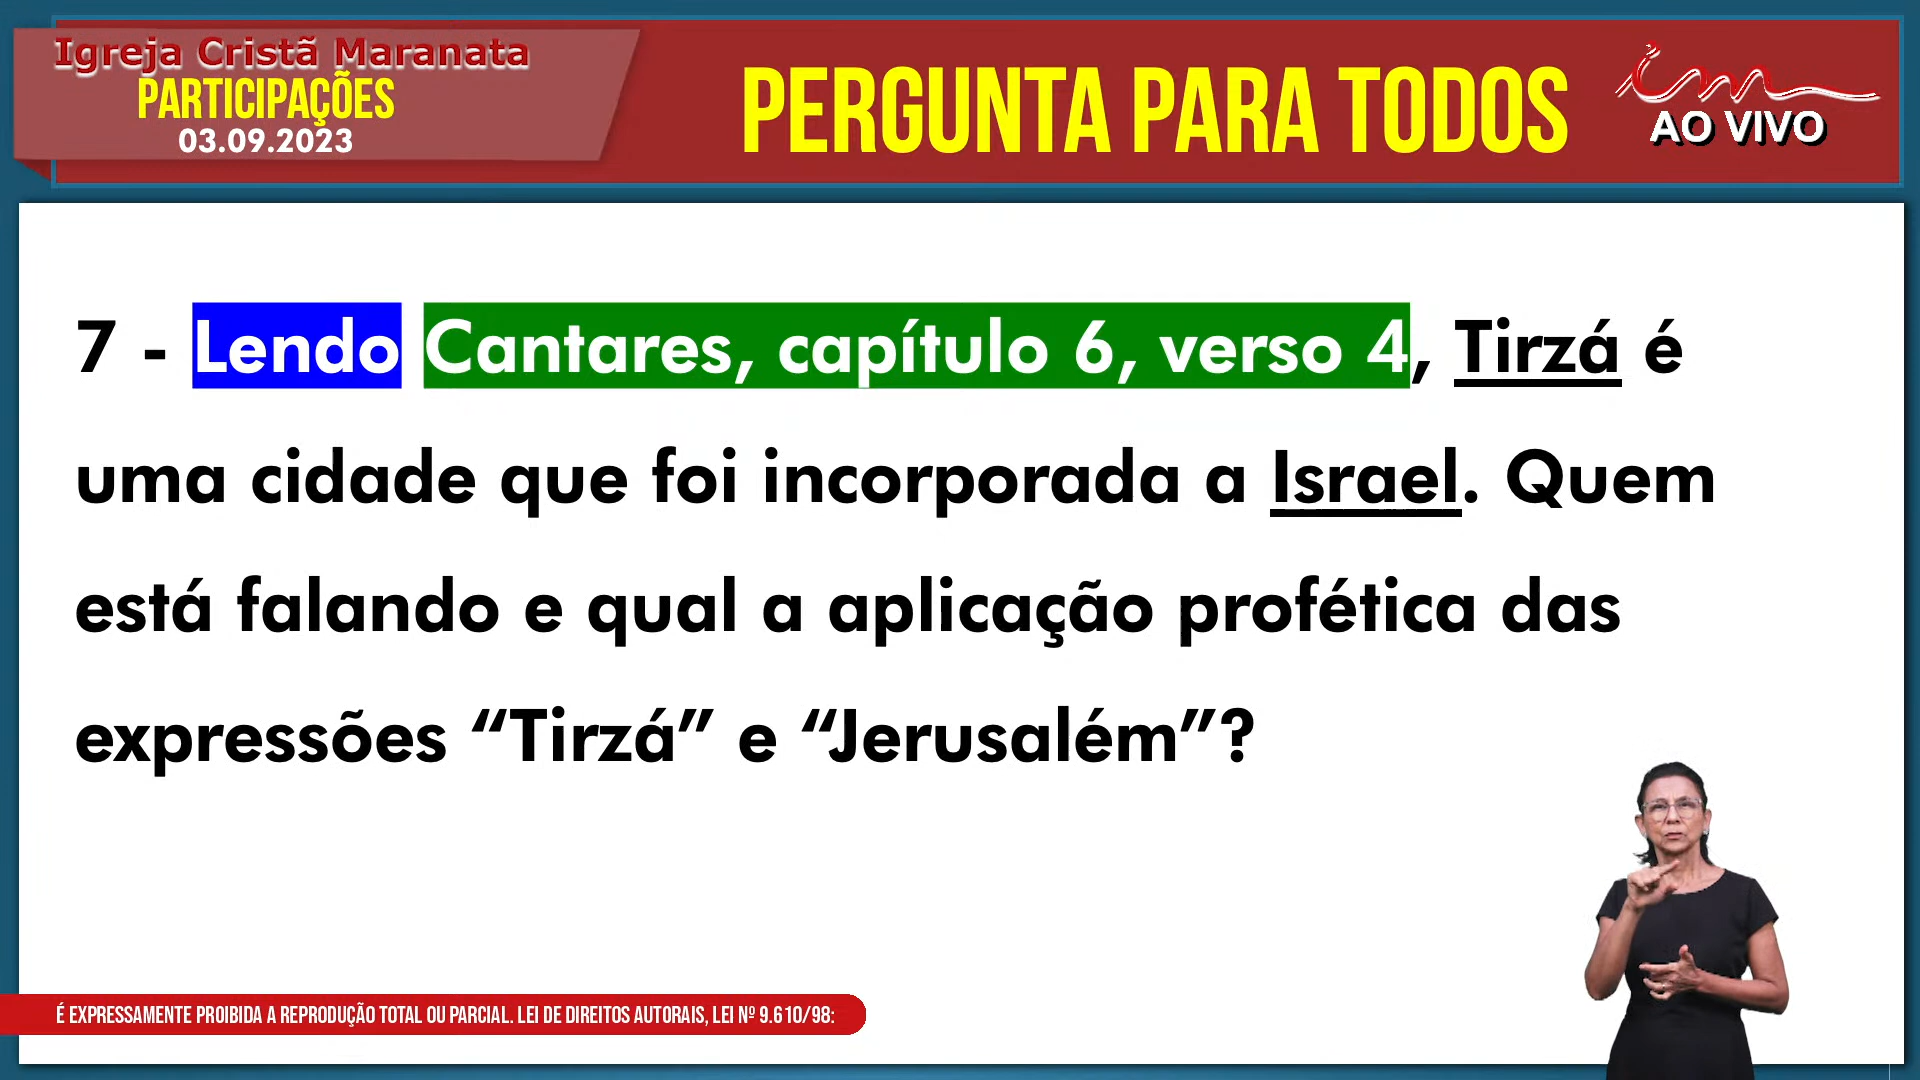 Igreja Cristã Maranata
PARTICIPAÇÕES
03.09.2023
PERGUNTA PARA TODOS
im
AO VIVO
7 - Lendo Cantares, capítulo 6, verso 4, Tirzá é
uma cidade que foi incorporada a Israel. Quem
está falando e qual a aplicação profética das
expressões “Tirzá” e “Jerusalém”?
É EXPRESSAMENTE PROIBIDA A REPRODUÇÃO TOTAL OU PARCIAL. LEI DE DIREITOS AUTORAIS, LEI Nº 9.610/98: